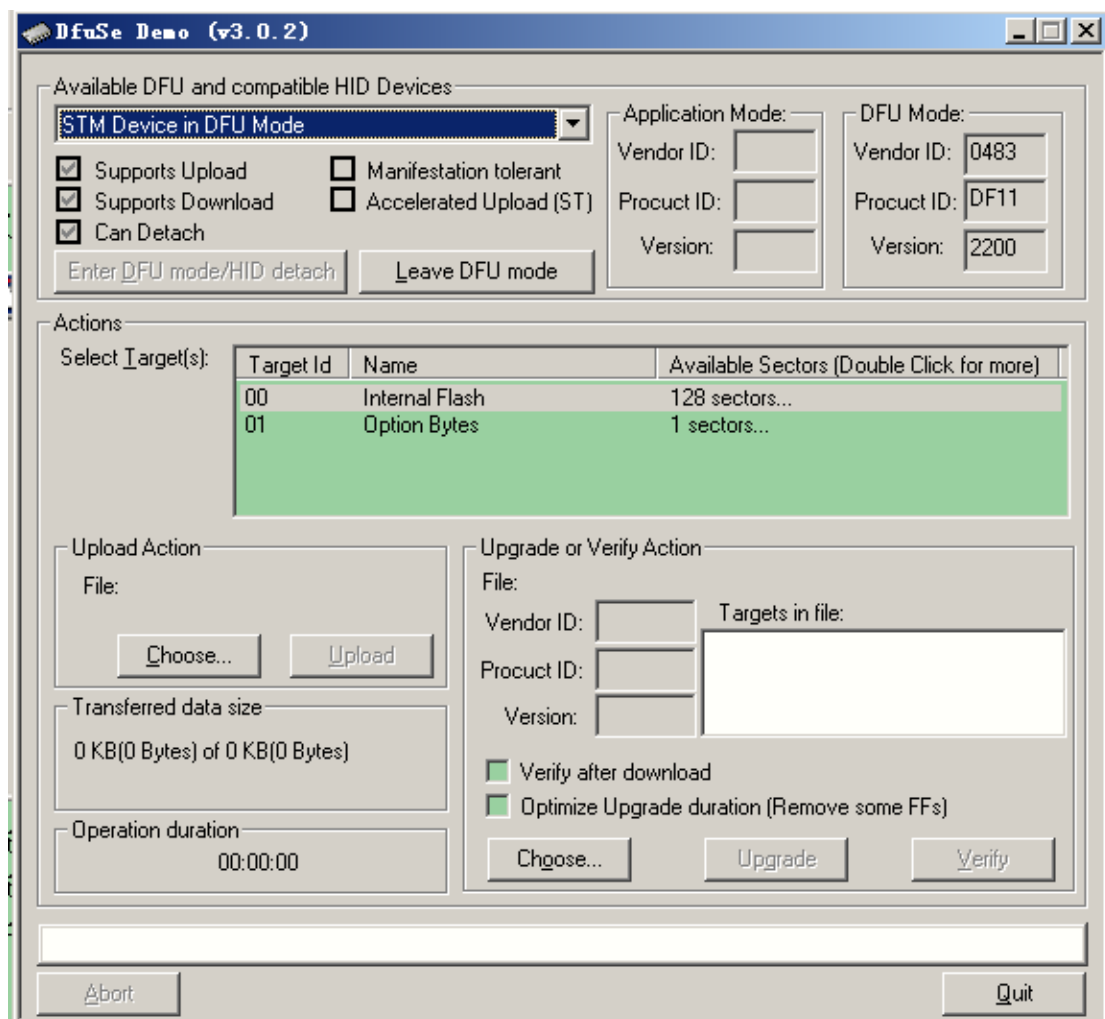 DfuSe Demo (v3.0.2)
Available DFU and compatible HID Devices
STM Device in DFU Mode
Supports Upload
Manifestation tolerant
Supports Download
Accelerated Upload (ST)
Can Detach
Enter DFU mode/HID detach
Leave DFU mode
Application Mode:
Vendor ID:
Procuct ID:
Version:
DFU Mode:
Vendor ID: 0483
Procuct ID: DF11
Version: 2200
Actions
Select Target(s):
Target Id Name Available Sectors (Double Click for more)
00 Internal Flash 128 sectors...
01 Option Bytes 1 sectors...
Upload Action
File:
Choose...
Upload
Transferred data size
0 KB(0 Bytes) of 0 KB(0 Bytes)
Operation duration
00:00:00
Upgrade or Verify Action
File:
Vendor ID:
Procuct ID:
Version:
Targets in file:
Verify after download
Optimize Upgrade duration (Remove some FFs)
Choose...
Upgrade
Verify
Abort
Quit